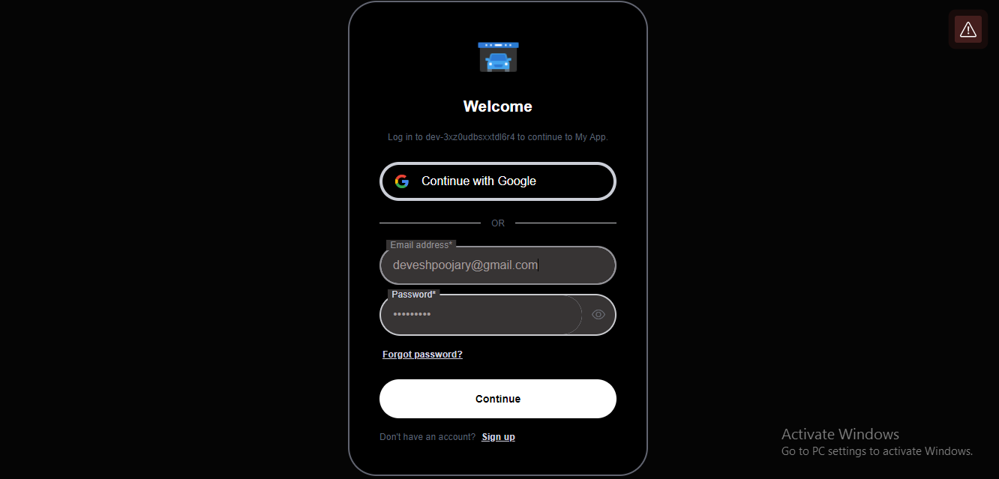 Welcome
Log in to dev-3xz0udbsxxtdl6r4 to continue to My App.
Continue with Google
OR
Email address*
deveshpoojary@gmail.com
Password*
•••••••••
Forgot password?
Continue
Don't have an account? Sign up
Activate Windows
Go to PC settings to activate Windows.